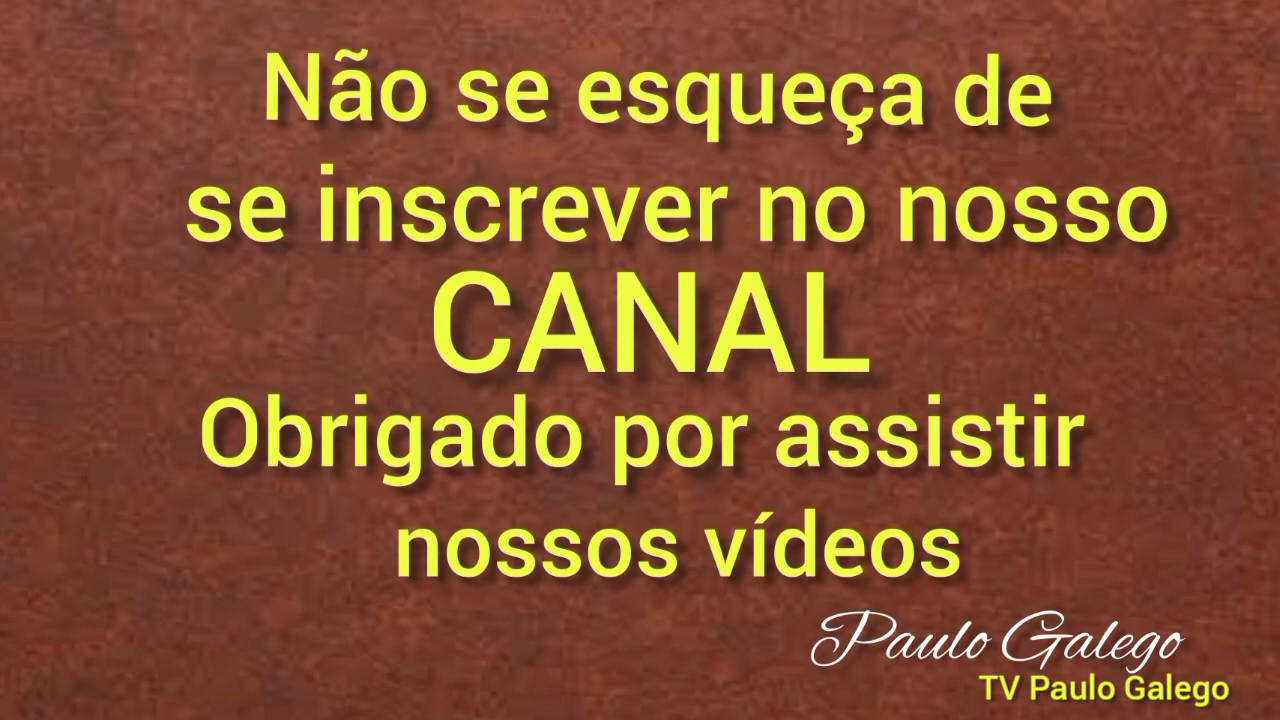 Não se esqueça de
se inscrever no nosso
CANAL
Obrigado por assistir
nossos vídeos
Paulo Galego
TV Paulo Galego